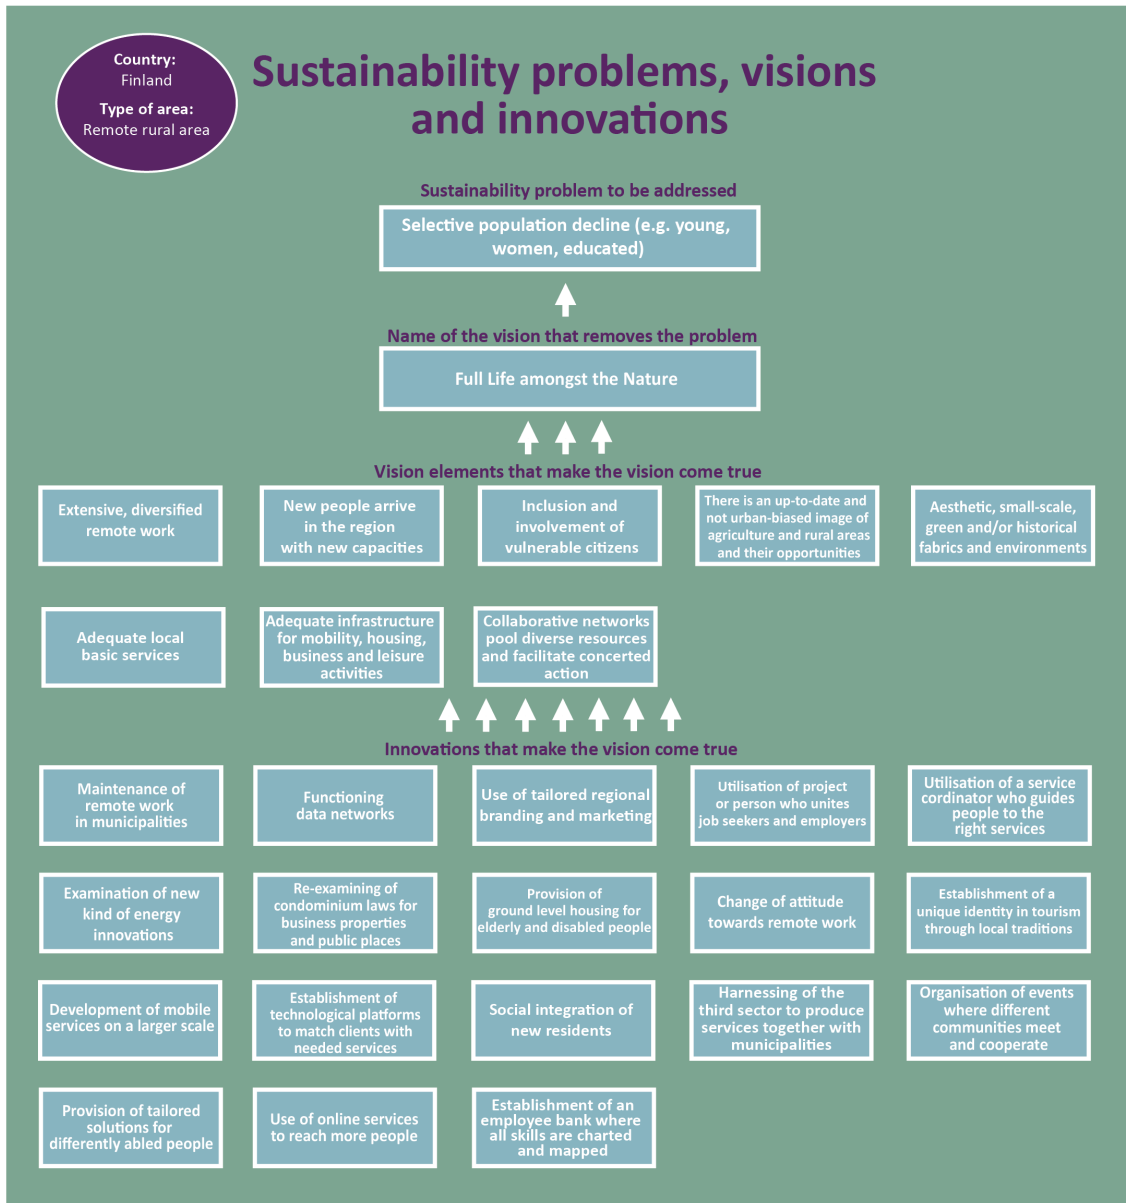 Country:
Finland
Type of area:
Remote rural area
Sustainability problems, visions
and innovations
Sustainability problem to be addressed
Selective population decline (e.g. young,
women, educated)
Name of the vision that removes the problem
Full Life amongst the Nature
Vision elements that make the vision come true
Extensive, diversified
remote work
New people arrive
in the region
with new capacities
Inclusion and
involvement of
vulnerable citizens
There is an up-to-date and
not urban-biased image of
agriculture and rural areas
and their opportunities
Aesthetic, small-scale,
green and/or historical
fabrics and environments
Adequate local
basic services
Adequate infrastructure
for mobility, housing,
business and leisure
activities
Collaborative networks
pool diverse resources
and facilitate concerted
action
Innovations that make the vision come true
Maintenance of
remote work
in municipalities
Functioning
data networks
Use of tailored regional
branding and marketing
Utilisation of project
or person who unites
job seekers and employers
Utilisation of a service
cordinator who guides
people to the
right services
Examination of new
kind of energy
innovations
Re-examining of
condominium laws for
business properties
and public places
Provision of
ground level housing for
elderly and disabled people
Change of attitude
towards remote work
Establishment of a
unique identity in tourism
through local traditions
Development of mobile
services on a larger scale
Establishment of
technological platforms
to match clients with
needed services
Social integration of
new residents
Harnessing of the
third sector to produce
services together with
municipalities
Organisation of events
where different
communities meet
and cooperate
Provision of tailored
solutions for
differently abled people
Use of online services
to reach more people
Establishment of an
employee bank where
all skills are charted
and mapped